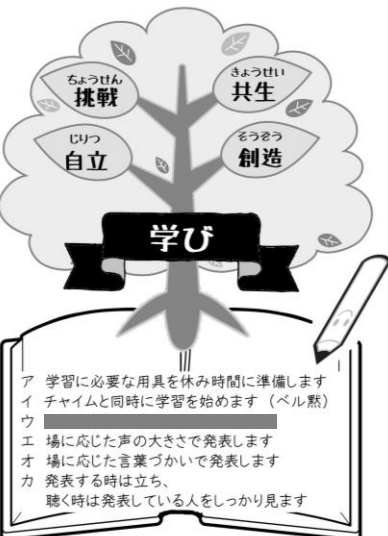 ちょうせん
挑戦
きょうせい
共生
じりつ
自立
そうぞう
創造
学び
ア 学習に必要な用具を休み時間に準備します
イ チャイムと同時に学習を始めます（ベル黙）
ウ
エ 場に応じた声の大きさで発表します
オ 場に応じた言葉づかいで発表します
カ 発表する時は立ち、
聴く時は発表している人をしっかり見ます